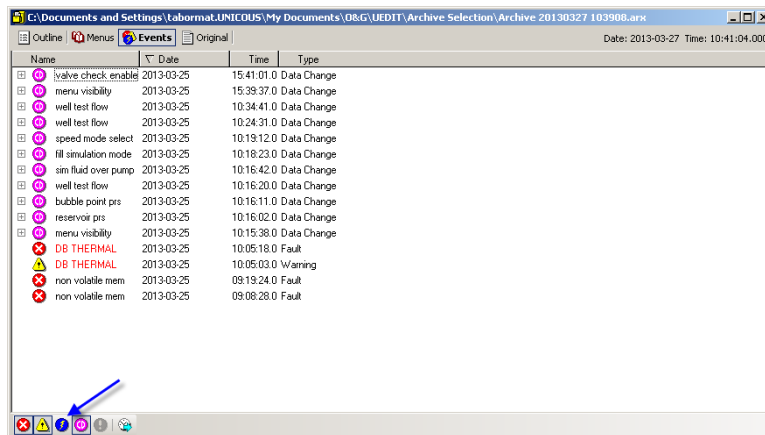 C:\Documents and Settings\tabormat.UNICOUS\My Documents\O&G\UEDIT\Archive Selection\Archive 20130327 103908.arx
Outline Menus Events Original Date: 2013-03-27 Time: 10:41:04.000
Name Date Time Type
valve check enable 2013-03-25 15:41:01.0 Data Change
menu visibility 2013-03-25 15:39:37.0 Data Change
well test flow 2013-03-25 10:34:41.0 Data Change
well test flow 2013-03-25 10:24:31.0 Data Change
speed mode select 2013-03-25 10:19:12.0 Data Change
fill simulation mode 2013-03-25 10:18:23.0 Data Change
sim fluid over pump 2013-03-25 10:16:42.0 Data Change
well test flow 2013-03-25 10:16:20.0 Data Change
bubble point prs 2013-03-25 10:16:11.0 Data Change
reservoir prs 2013-03-25 10:16:02.0 Data Change
menu visibility 2013-03-25 10:15:38.0 Data Change
DB THERMAL 2013-03-25 10:05:18.0 Fault
DB THERMAL 2013-03-25 10:05:03.0 Warning
non volatile mem 2013-03-25 09:19:24.0 Fault
non volatile mem 2013-03-25 09:08:28.0 Fault